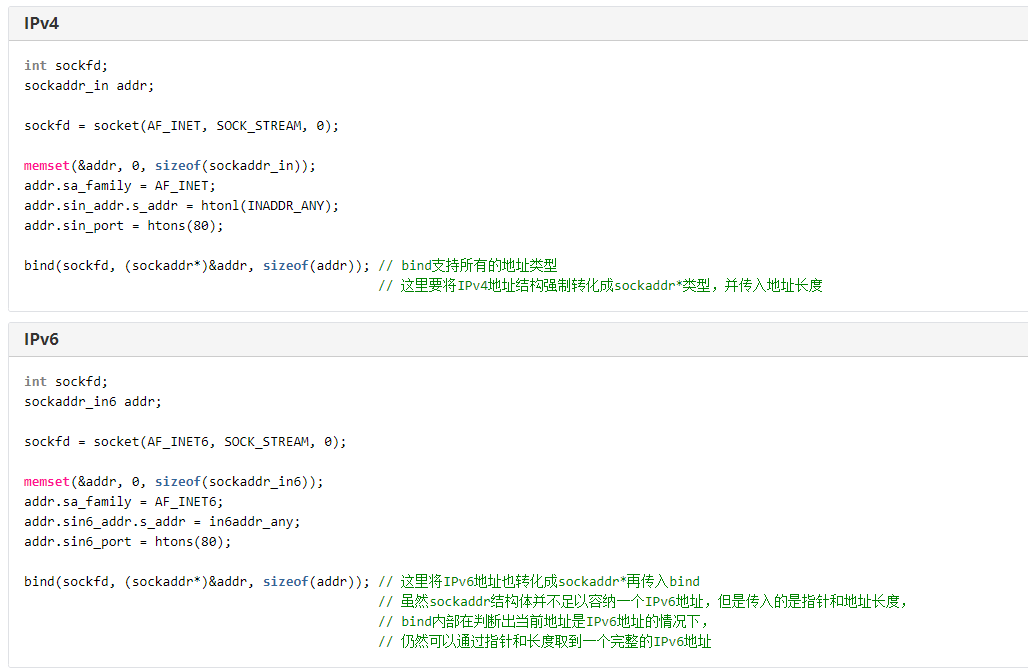 IPv4
int sockfd;
sockaddr_in addr;
sockfd = socket(AF_INET, SOCK_STREAM, 0);
memset(&addr, 0, sizeof(sockaddr_in));
addr.sa_family = AF_INET;
addr.sin_addr.s_addr = htonl(INADDR_ANY);
addr.sin_port = htons(80);
bind(sockfd, (sockaddr*)&addr, sizeof(addr)); // bind支持所有的地址类型
// 这里要将IPv4地址结构强制转化成sockaddr*类型，并传入地址长度
IPv6
int sockfd;
sockaddr_in6 addr;
sockfd = socket(AF_INET6, SOCK_STREAM, 0);
memset(&addr, 0, sizeof(sockaddr_in6));
addr.sa_family = AF_INET6;
addr.sin6_addr.s_addr = in6addr_any;
addr.sin6_port = htons(80);
bind(sockfd, (sockaddr*)&addr, sizeof(addr)); // 这里将IPv6地址也转化成sockaddr*再传入bind
// 虽然sockaddr结构体并不足以容纳一个IPv6地址，但是传入的是指针和地址长度，
// bind内部在判断出当前地址是IPv6地址的情况下，
// 仍然可以通过指针和长度取到一个完整的IPv6地址